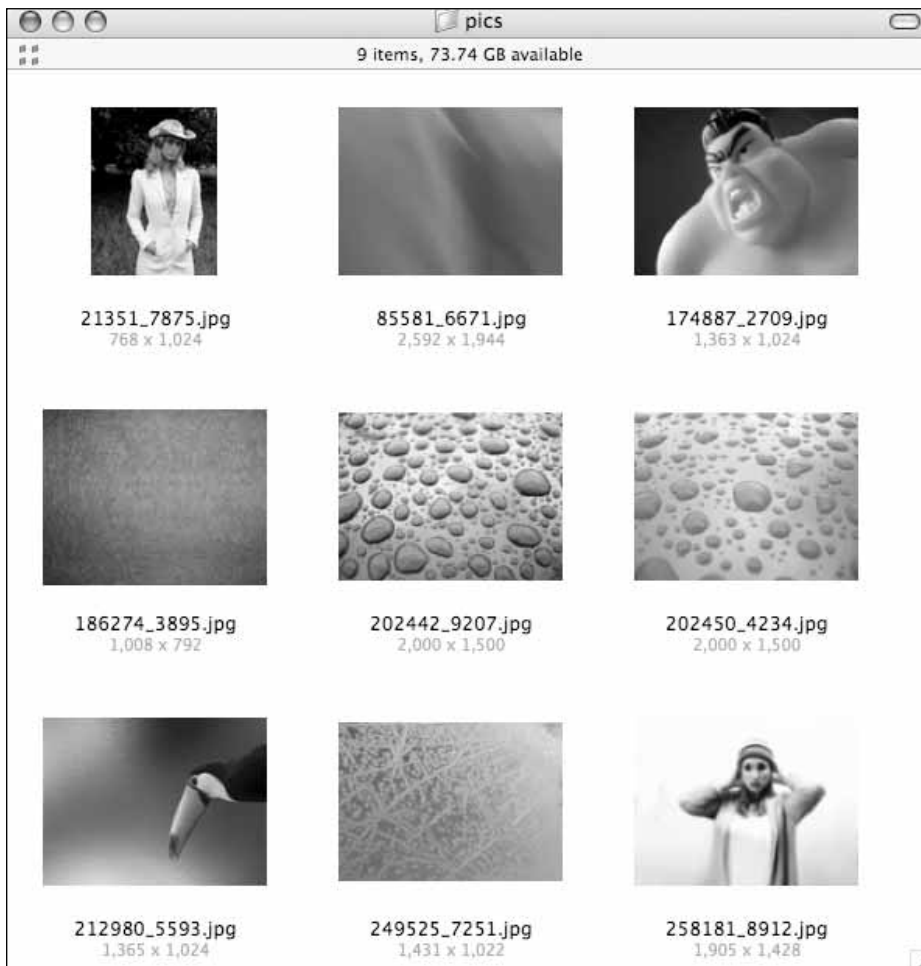 pics
9 items, 73.74 GB available
21351_7875.jpg
768 x 1,024
85581_6671.jpg
2,592 x 1,944
174887_2709.jpg
1,363 x 1,024
186274_3895.jpg
1,008 x 792
202442_9207.jpg
2,000 x 1,500
202450_4234.jpg
2,000 x 1,500
212980_5593.jpg
1,365 x 1,024
249525_7251.jpg
1,431 x 1,022
258181_8912.jpg
1,905 x 1,428